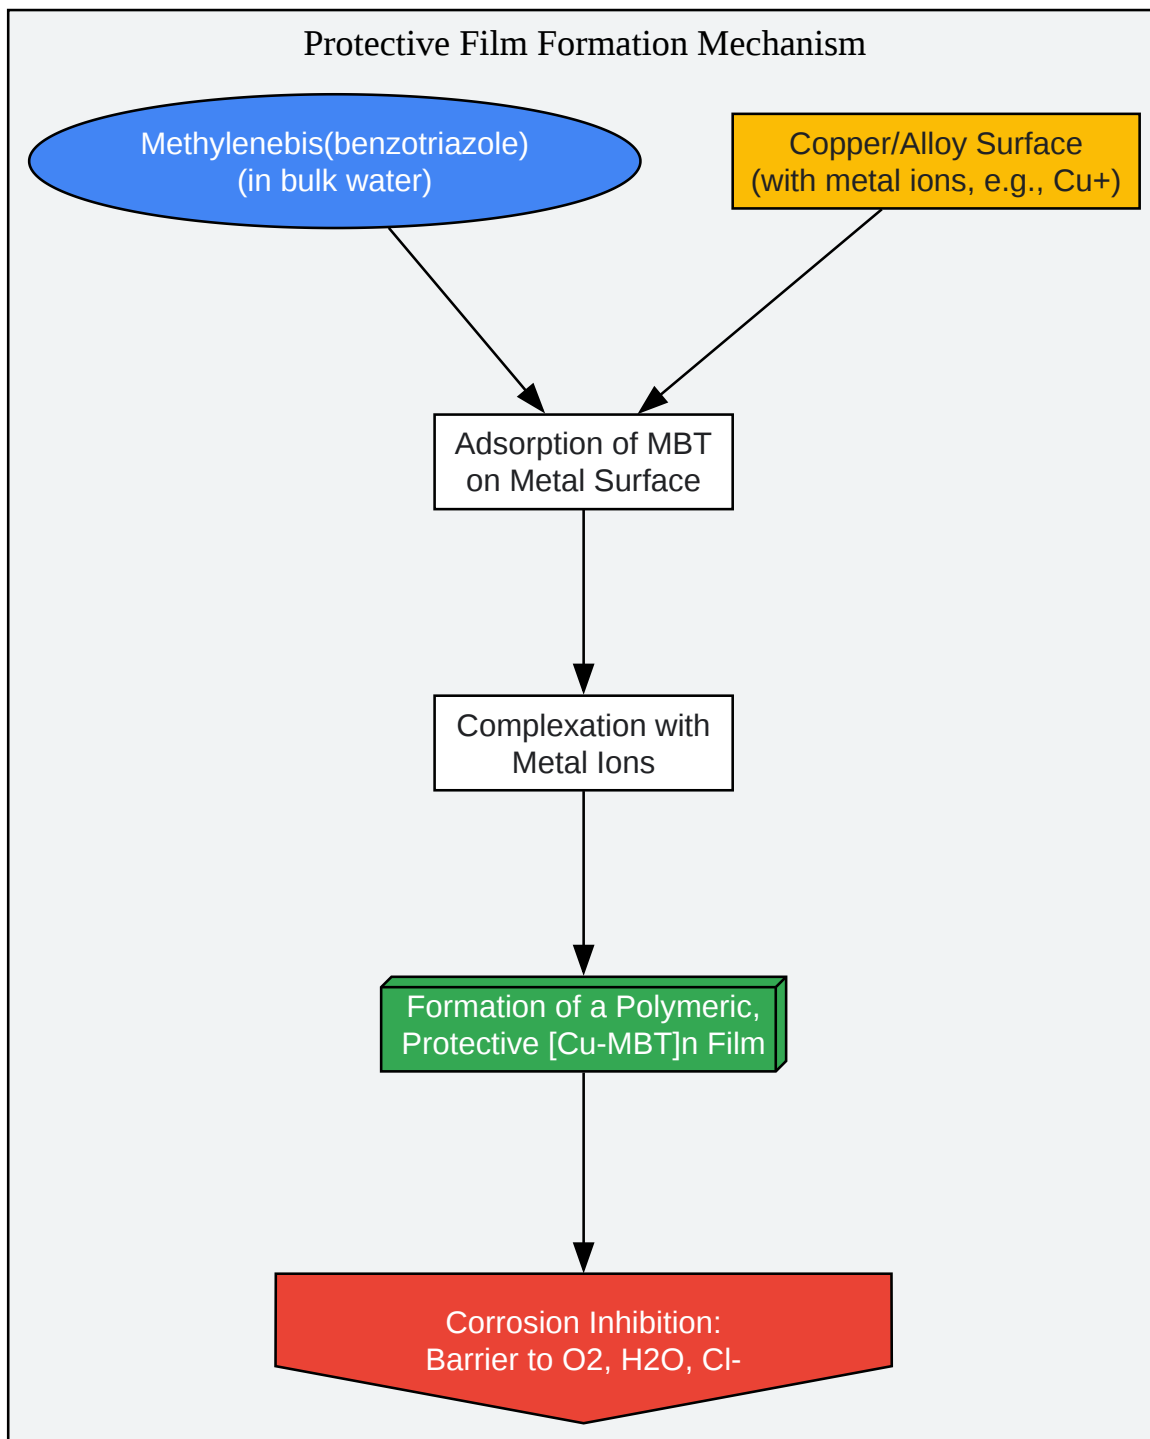 Protective Film Formation Mechanism
Methylenebis(benzotriazole)
(in bulk water)
Copper/Alloy Surface
(with metal ions, e.g., Cu+)
Adsorption of MBT
on Metal Surface
Complexation with
Metal Ions
Formation of a Polymeric,
Protective [Cu-MBT]n Film
Corrosion Inhibition:
Barrier to O2, H2O, Cl-